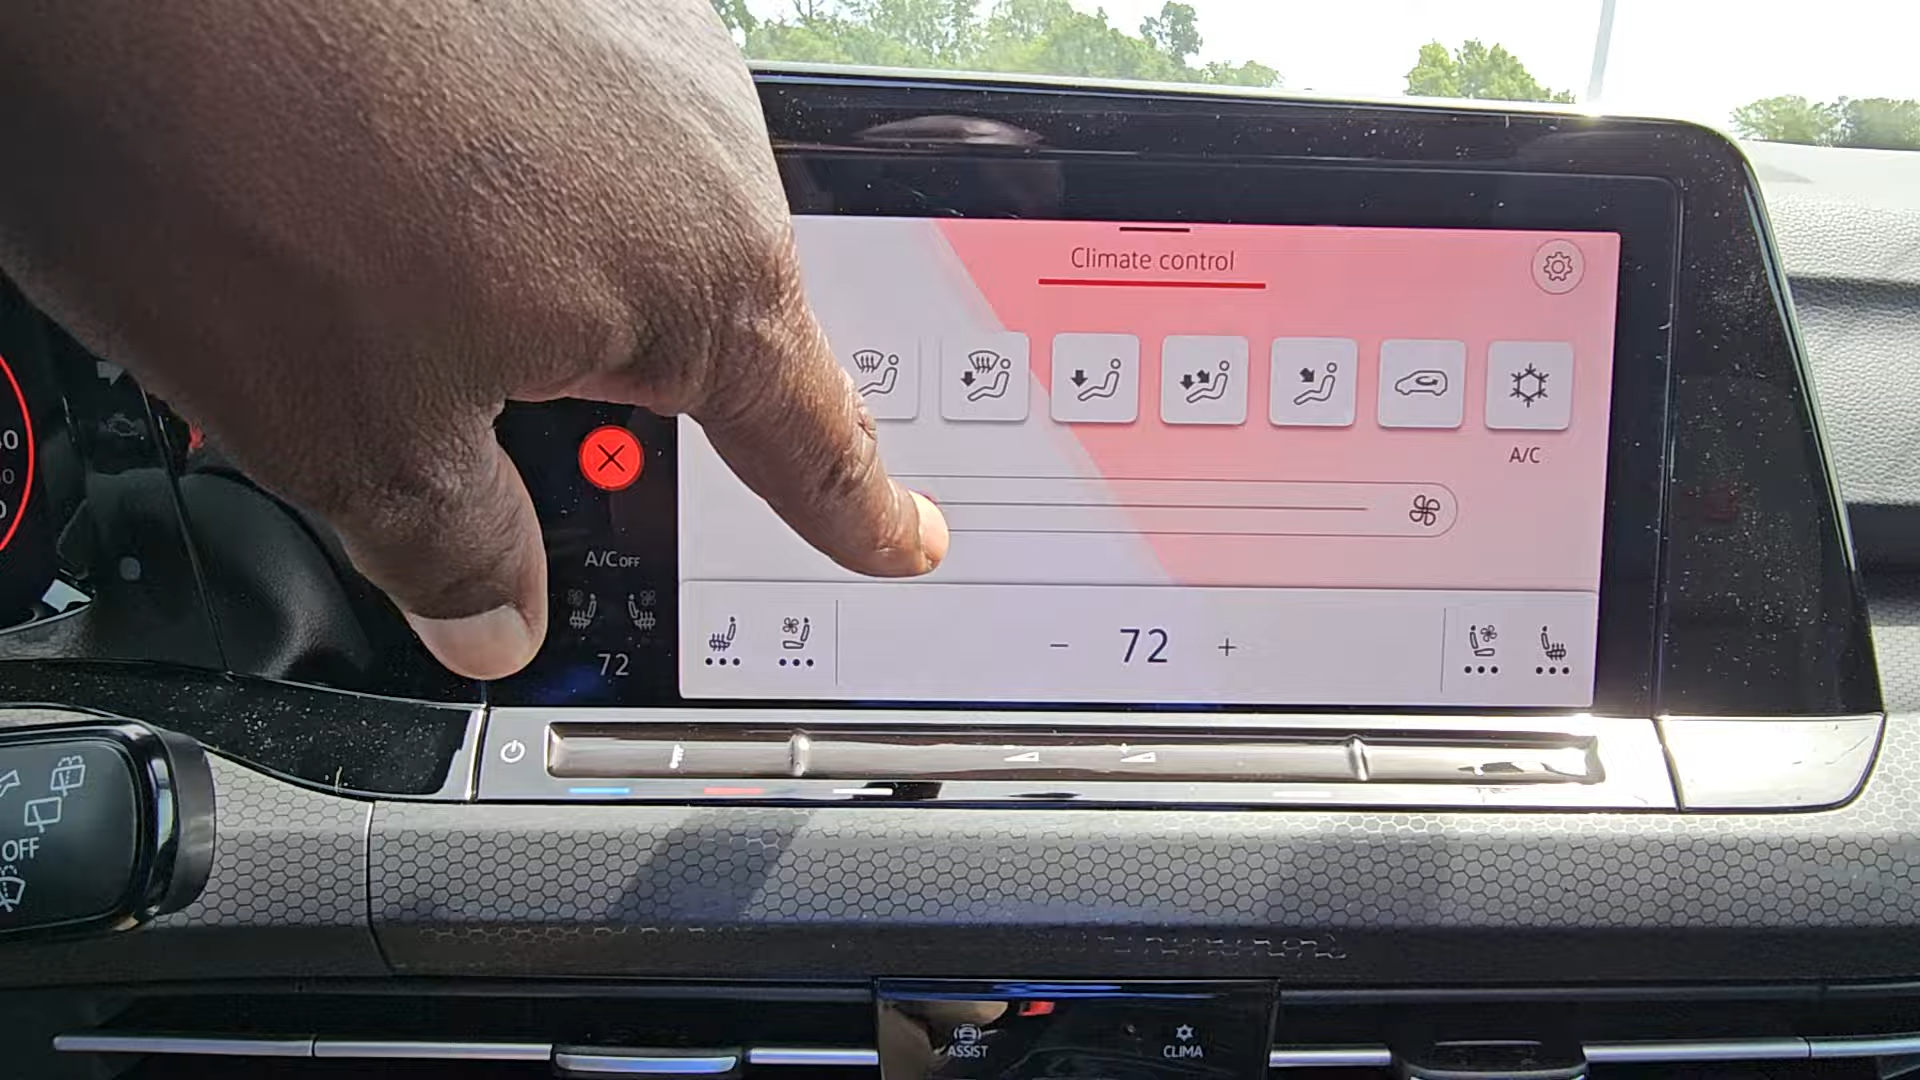 Climate control
A/C
A/C OFF
72
− 72 +
OFF
ASSIST
CLIMA